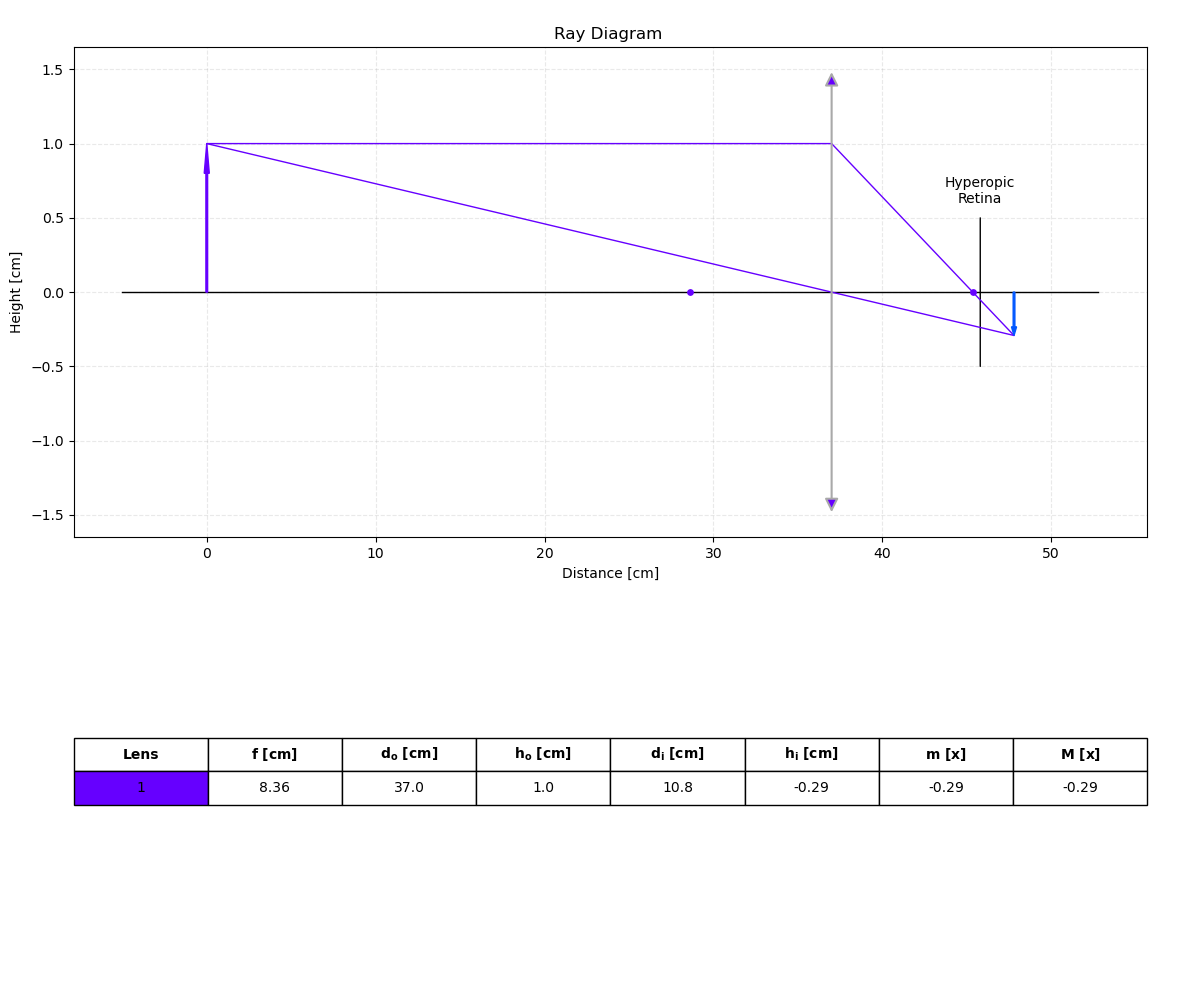 Ray Diagram
1.5
1.0
0.5
0.0
−0.5
−1.0
−1.5
Height [cm]
Hyperopic
Retina
0 10 20 30 40 50
Distance [cm]
Lens f [cm] dₒ [cm] hₒ [cm] dᵢ [cm] hᵢ [cm] m [x] M [x]
1 8.36 37.0 1.0 10.8 -0.29 -0.29 -0.29